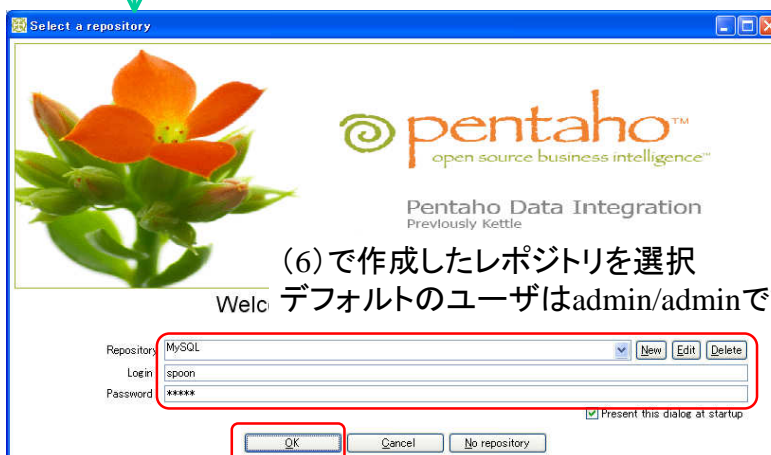 Select a repository
pentaho™
open source business intelligence™
Pentaho Data Integration
Previously Kettle
(6)で作成したレポジトリを選択
Welc
デフォルトのユーザはadmin/adminで
Repository MySQL New Edit Delete
Login spoon
Password *****
Present this dialog at startup
OK Cancel No repository